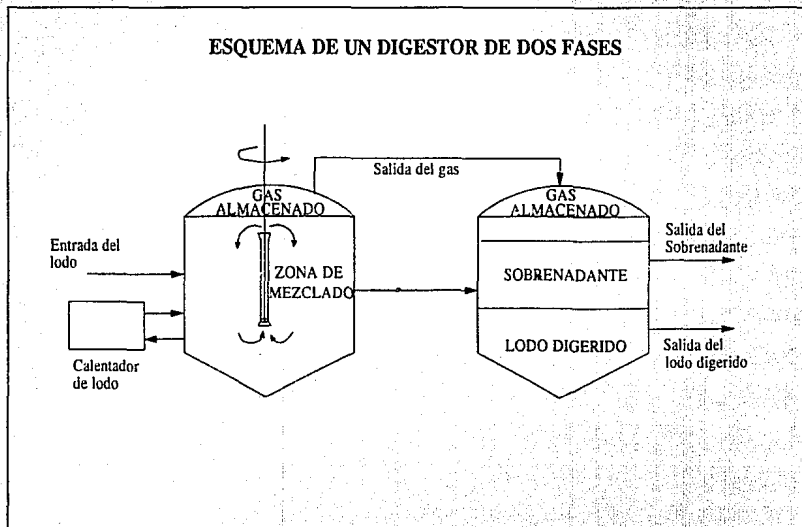 ESQUEMA DE UN DIGESTOR DE DOS FASES
Salida del gas
GAS
ALMACENADO
GAS
ALMACENADO
Entrada del
lodo
ZONA DE
MEZCLADO
Salida del
Sobrenadante
SOBRENADANTE
Calentador
de lodo
LODO DIGERIDO
Salida del
lodo digerido